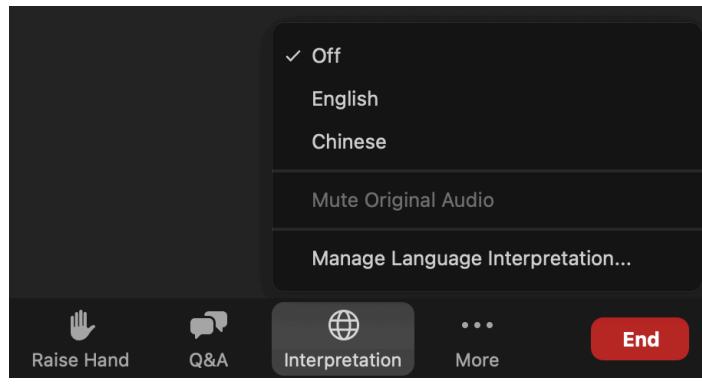 Off
English
Chinese
Mute Original Audio
Manage Language Interpretation...
Raise Hand
Q&A
Interpretation
More
End